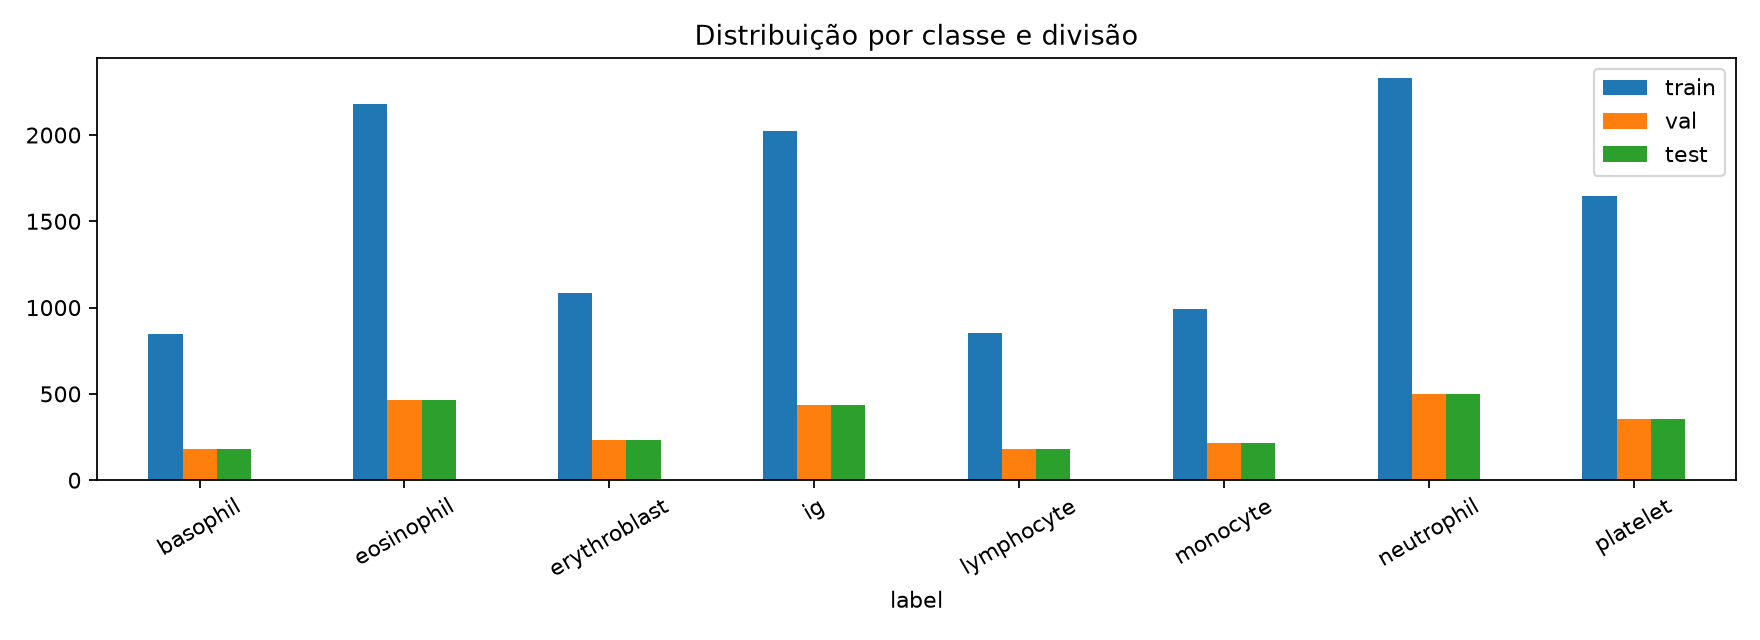 Distribuição por classe e divisão
train
val
test
2000
1500
1000
500
0
basophil
eosinophil
erythroblast
ig
lymphocyte
monocyte
neutrophil
platelet
label